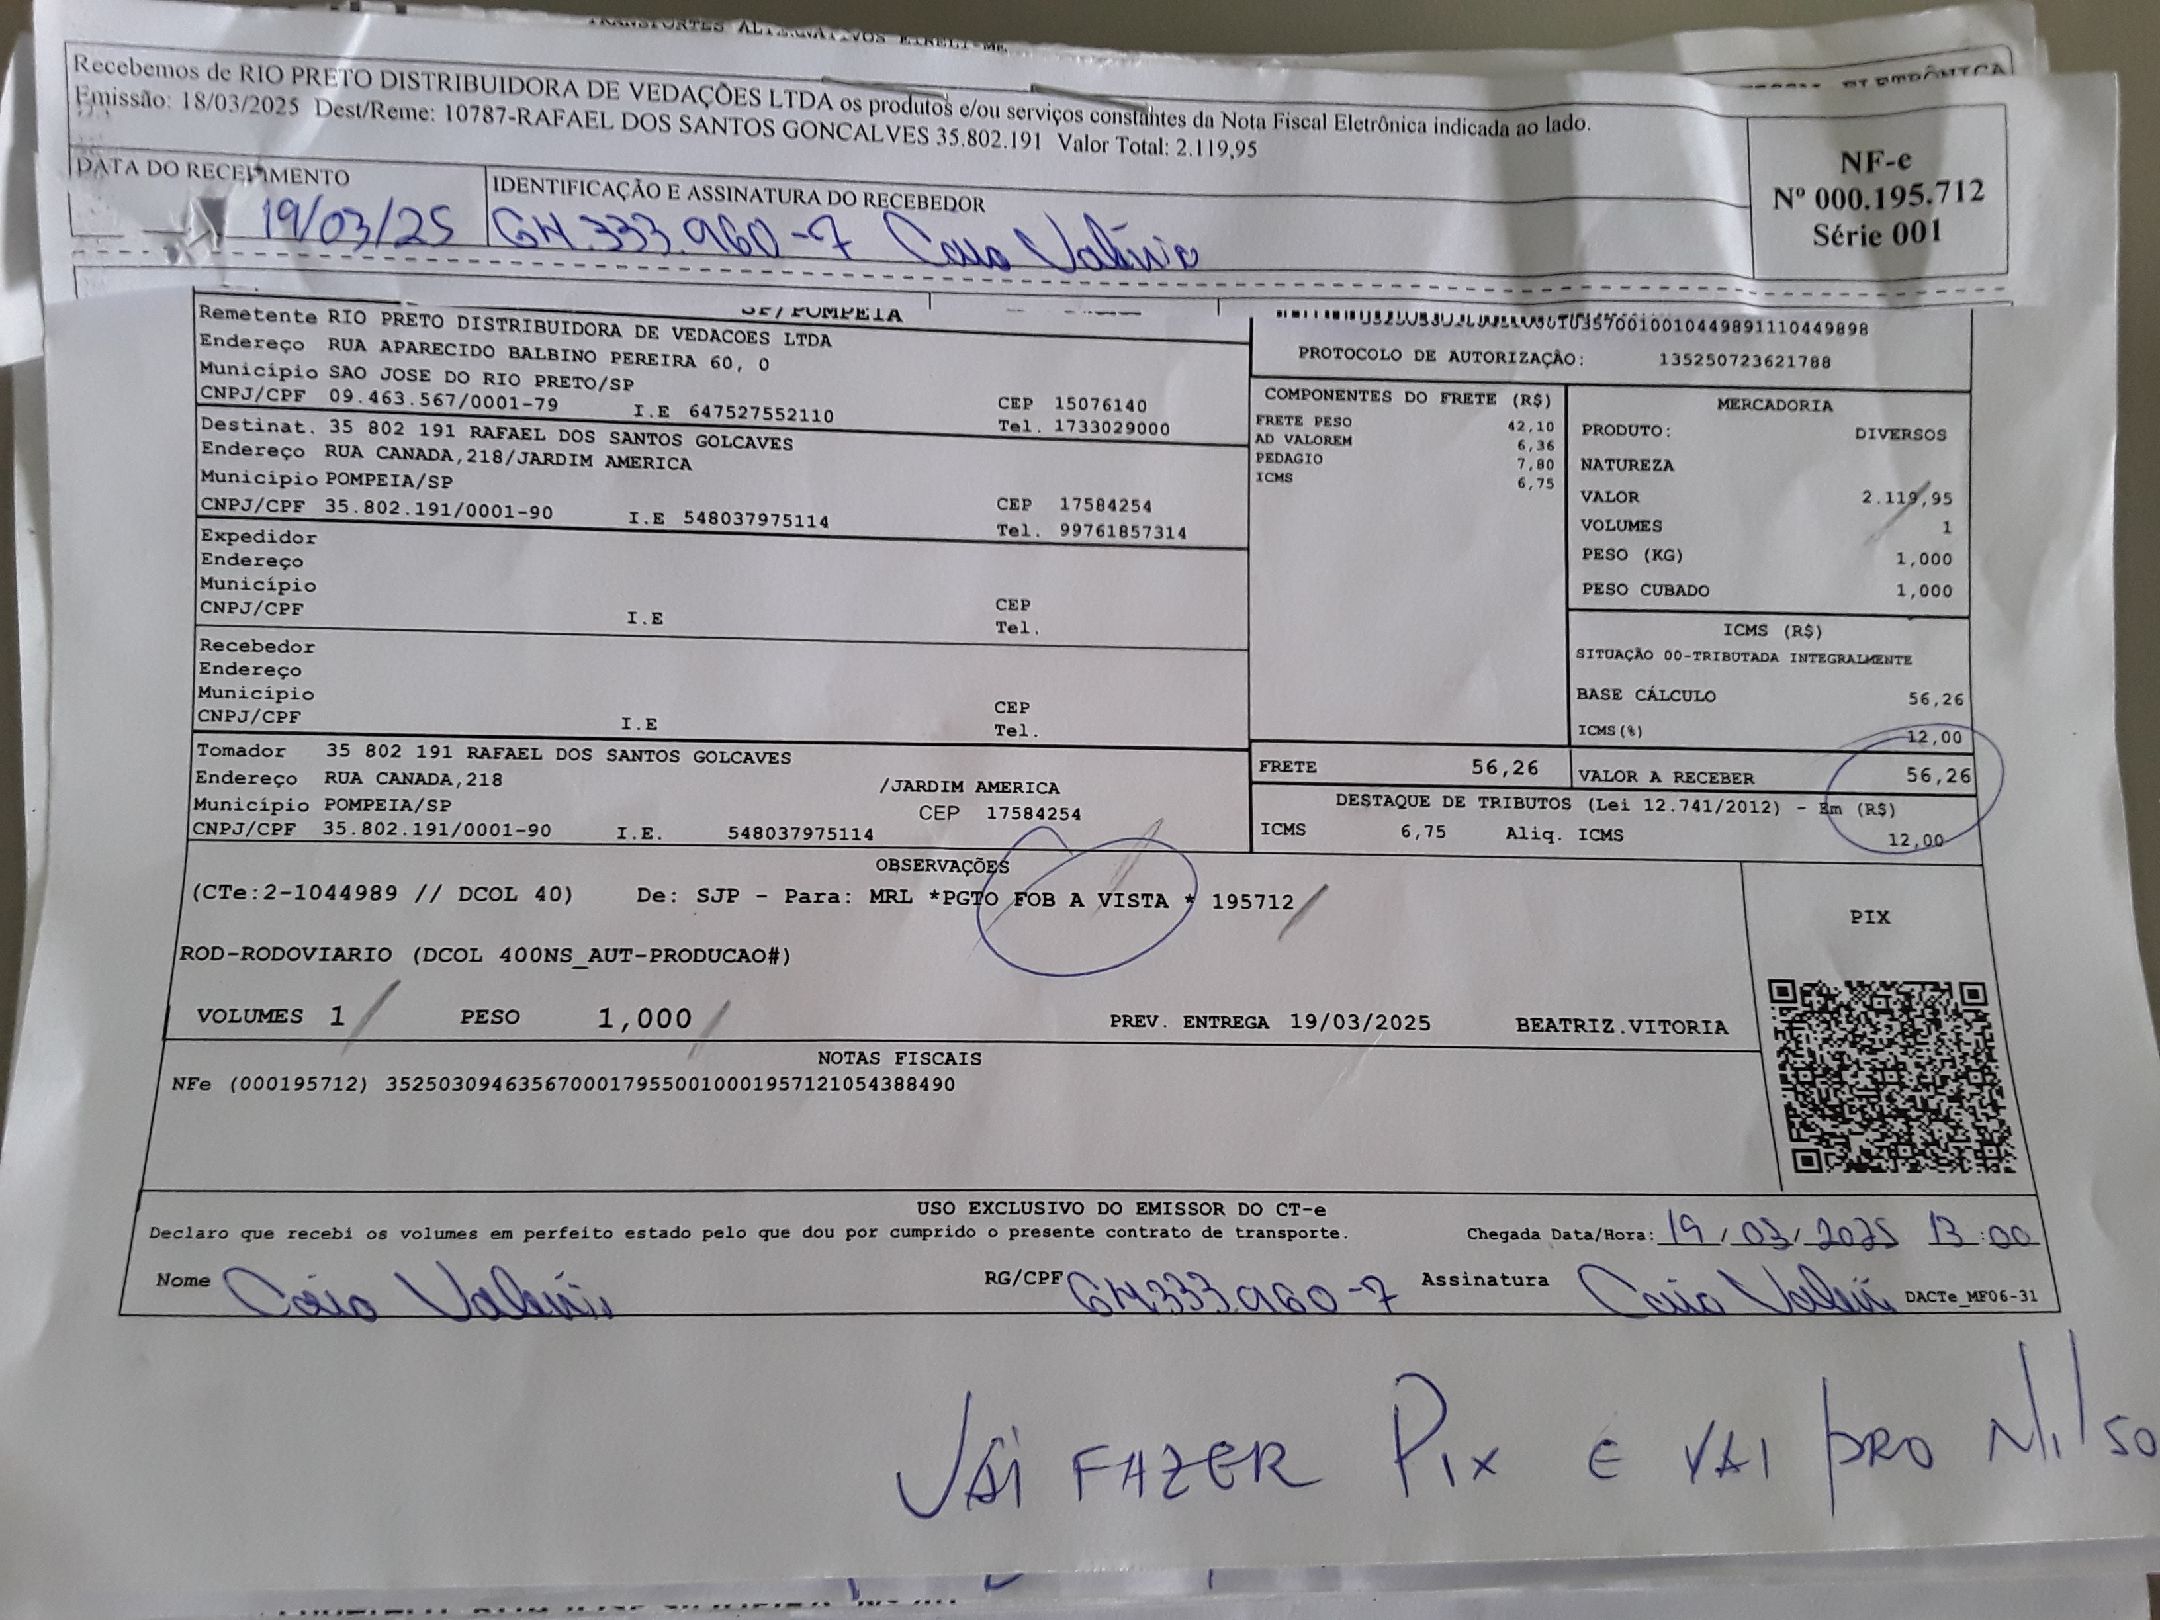 TRANSPORTES ALTERNATIVOS EIRELI-ME
Recebemos de RIO PRETO DISTRIBUIDORA DE VEDAÇÕES LTDA os produtos e/ou serviços constantes da Nota Fiscal Eletrônica indicada ao lado.
Emissão: 18/03/2025 Dest/Reme: 10787-RAFAEL DOS SANTOS GONCALVES 35.802.191 Valor Total: 2.119,95
NF-e
Nº 000.195.712
Série 001
DATA DO RECEBIMENTO
19/03/25
IDENTIFICAÇÃO E ASSINATURA DO RECEBEDOR
Caio Valério
SP/POMPEIA
Remetente RIO PRETO DISTRIBUIDORA DE VEDACOES LTDA
Endereço RUA APARECIDO BALBINO PEREIRA 60, 0
Município SAO JOSE DO RIO PRETO/SP
CNPJ/CPF 09.463.567/0001-79 I.E 647527552110
CEP 15076140
Tel. 1733029000
Destinat. 35 802 191 RAFAEL DOS SANTOS GOLCAVES
Endereço RUA CANADA,218/JARDIM AMERICA
Município POMPEIA/SP
CNPJ/CPF 35.802.191/0001-90 I.E 548037975114
CEP 17584254
Tel. 99761857314
Expedidor
Endereço
Município
CNPJ/CPF I.E
CEP
Tel.
Recebedor
Endereço
Município
CNPJ/CPF I.E
CEP
Tel.
Tomador 35 802 191 RAFAEL DOS SANTOS GOLCAVES
Endereço RUA CANADA,218 /JARDIM AMERICA
Município POMPEIA/SP CEP 17584254
CNPJ/CPF 35.802.191/0001-90 I.E. 548037975114
PROTOCOLO DE AUTORIZAÇÃO: 135250723621788
COMPONENTES DO FRETE (R$)
FRETE PESO 42,10
AD VALOREM 6,36
PEDAGIO 7,80
ICMS 6,75
MERCADORIA
PRODUTO: DIVERSOS
NATUREZA
VALOR 2.119,95
VOLUMES 1
PESO (KG) 1,000
PESO CUBADO 1,000
ICMS (R$)
SITUAÇÃO 00-TRIBUTADA INTEGRALMENTE
BASE CÁLCULO 56,26
ICMS(%) 12,00
FRETE 56,26
VALOR A RECEBER 56,26
DESTAQUE DE TRIBUTOS (Lei 12.741/2012) - Em (R$)
ICMS 6,75 Aliq. ICMS 12,00
OBSERVAÇÕES
(CTe:2-1044989 // DCOL 40) De: SJP - Para: MRL *PGTO FOB A VISTA * 195712
ROD-RODOVIARIO (DCOL 400NS_AUT-PRODUCAO#)
VOLUMES 1 PESO 1,000 PREV. ENTREGA 19/03/2025 BEATRIZ.VITORIA
PIX
NOTAS FISCAIS
NFe (000195712) 35250309463567000179550010001957121054388490
USO EXCLUSIVO DO EMISSOR DO CT-e
Declaro que recebi os volumes em perfeito estado pelo que dou por cumprido o presente contrato de transporte.
Chegada Data/Hora: 19/03/2025 13:00
Nome Caio Valério RG/CPF Assinatura Caio Valério DACTe_MF06-31
VAI FAZER PIX E VAI PRO NILSO